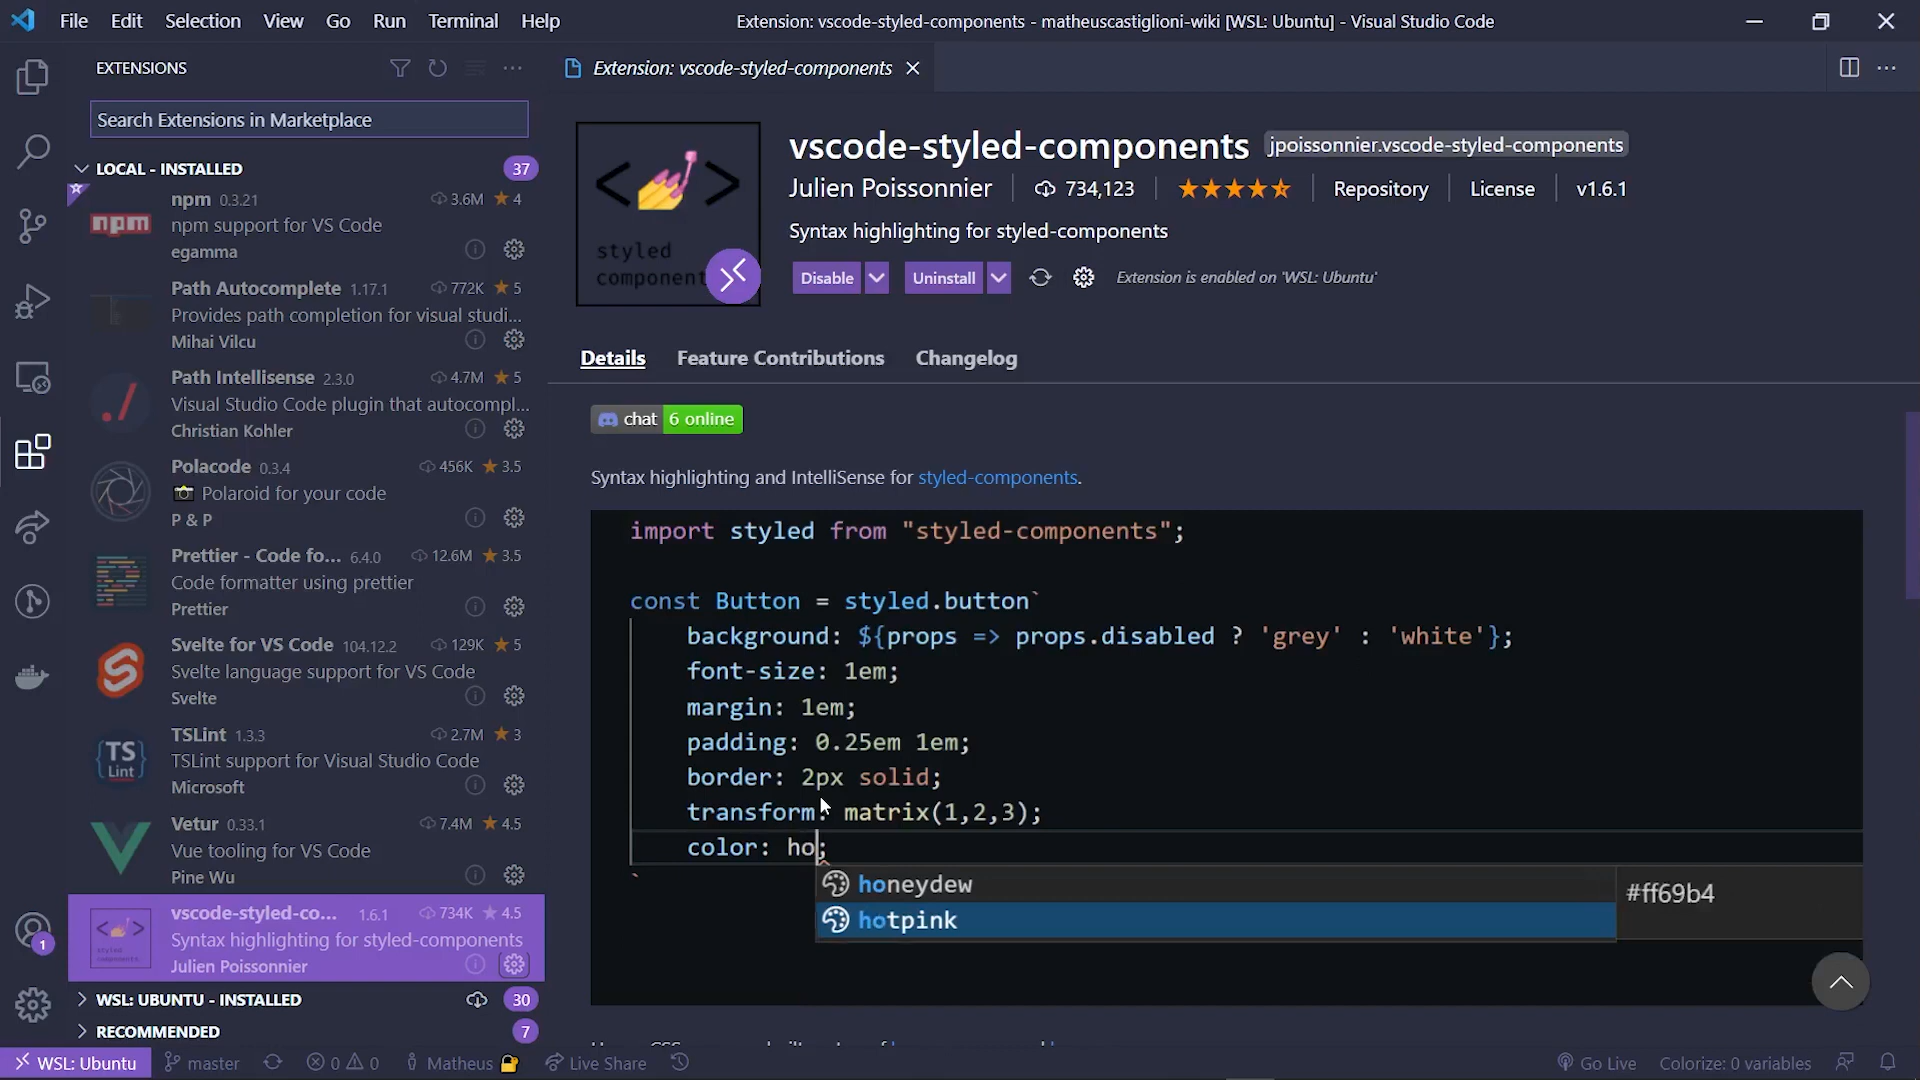 File Edit Selection View Go Run Terminal Help
Extension: vscode-styled-components - matheuscastiglioni-wiki [WSL: Ubuntu] - Visual Studio Code
EXTENSIONS
Search Extensions in Marketplace
LOCAL - INSTALLED 37
npm 0.3.21 3.6M ★ 4
npm support for VS Code
egamma
Path Autocomplete 1.17.1 772K ★ 5
Provides path completion for visual studi...
Mihai Vilcu
Path Intellisense 2.3.0 4.7M ★ 5
Visual Studio Code plugin that autocompl...
Christian Kohler
Polacode 0.3.4 456K ★ 3.5
📷 Polaroid for your code
P & P
Prettier - Code fo... 6.4.0 12.6M ★ 3.5
Code formatter using prettier
Prettier
Svelte for VS Code 104.12.2 129K ★ 5
Svelte language support for VS Code
Svelte
TS
Lint
TSLint 1.3.3 2.7M ★ 3
TSLint support for Visual Studio Code
Microsoft
Vetur 0.33.1 7.4M ★ 4.5
Vue tooling for VS Code
Pine Wu
vscode-styled-co... 1.6.1 734K ★ 4.5
Syntax highlighting for styled-components
Julien Poissonnier
WSL: UBUNTU - INSTALLED 30
RECOMMENDED 7
Extension: vscode-styled-components
styled
component
vscode-styled-components jpoissonnier.vscode-styled-components
Julien Poissonnier 734,123 Repository License v1.6.1
Syntax highlighting for styled-components
Disable Uninstall Extension is enabled on 'WSL: Ubuntu'
Details Feature Contributions Changelog
chat 6 online
Syntax highlighting and IntelliSense for styled-components.
import styled from "styled-components";
const Button = styled.button`
background: ${props => props.disabled ? 'grey' : 'white'};
font-size: 1em;
margin: 1em;
padding: 0.25em 1em;
border: 2px solid;
transform: matrix(1,2,3);
color: ho;
`
honeydew
hotpink
#ff69b4
1
WSL: Ubuntu master 0 0 Matheus 🔐 Live Share Go Live Colorize: 0 variables